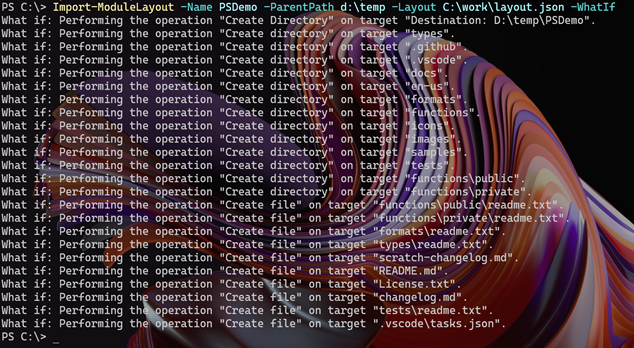 PS C:\> Import-ModuleLayout -Name PSDemo -ParentPath d:\temp -Layout C:\work\layout.json -WhatIf
What if: Performing the operation "Create Directory" on target "Destination: D:\temp\PSDemo".
What if: Performing the operation "Create directory" on target "types".
What if: Performing the operation "Create directory" on target ".github".
What if: Performing the operation "Create directory" on target ".vscode".
What if: Performing the operation "Create directory" on target "docs".
What if: Performing the operation "Create directory" on target "en-us".
What if: Performing the operation "Create directory" on target "formats".
What if: Performing the operation "Create directory" on target "functions".
What if: Performing the operation "Create directory" on target "icons".
What if: Performing the operation "Create directory" on target "images".
What if: Performing the operation "Create directory" on target "samples".
What if: Performing the operation "Create directory" on target "tests".
What if: Performing the operation "Create directory" on target "functions\public".
What if: Performing the operation "Create directory" on target "functions\private".
What if: Performing the operation "Create file" on target "functions\public\readme.txt".
What if: Performing the operation "Create file" on target "functions\private\readme.txt".
What if: Performing the operation "Create file" on target "formats\readme.txt".
What if: Performing the operation "Create file" on target "types\readme.txt".
What if: Performing the operation "Create file" on target "scratch-changelog.md".
What if: Performing the operation "Create file" on target "README.md".
What if: Performing the operation "Create file" on target "License.txt".
What if: Performing the operation "Create file" on target "changelog.md".
What if: Performing the operation "Create file" on target "tests\readme.txt".
What if: Performing the operation "Create file" on target ".vscode\tasks.json".
PS C:\> _